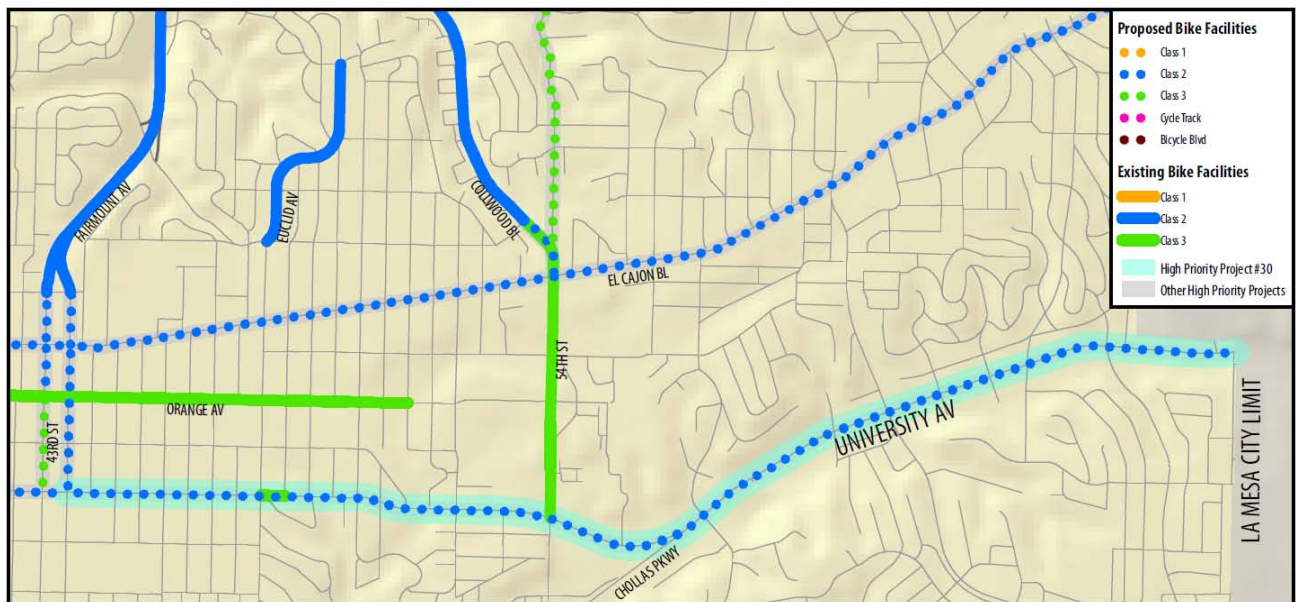 Proposed Bike Facilities
Class 1
Class 2
Class 3
Cycle Track
Bicycle Blvd
Existing Bike Facilities
Class 1
Class 2
Class 3
High Priority Project #30
Other High Priority Projects
FAIRMOUNT AV
EUCLID AV
COLLWOOD BL
EL CAJON BL
54TH ST
ORANGE AV
43RD ST
UNIVERSITY AV
LA MESA CITY LIMIT
CHOLLAS PKWY